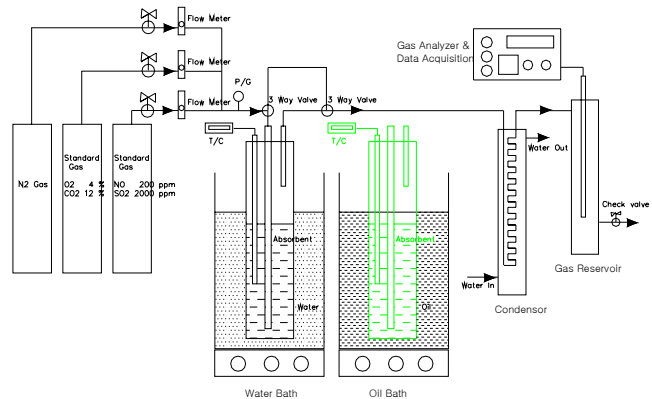 Flow Meter
Flow Meter
Flow Meter
P/G
3 Way Valve
3 Way Valve
Gas Analyzer &
Data Acquisition
T/C
T/C
N2 Gas
Standard
Gas
O2 4 %
CO2 12 %
Standard
Gas
NO 200 ppm
SO2 2000 ppm
Absorbent
Water
Absorbent
Oil
Water Out
Water In
Check valve
Gas Reservoir
Condensor
Water Bath
Oil Bath